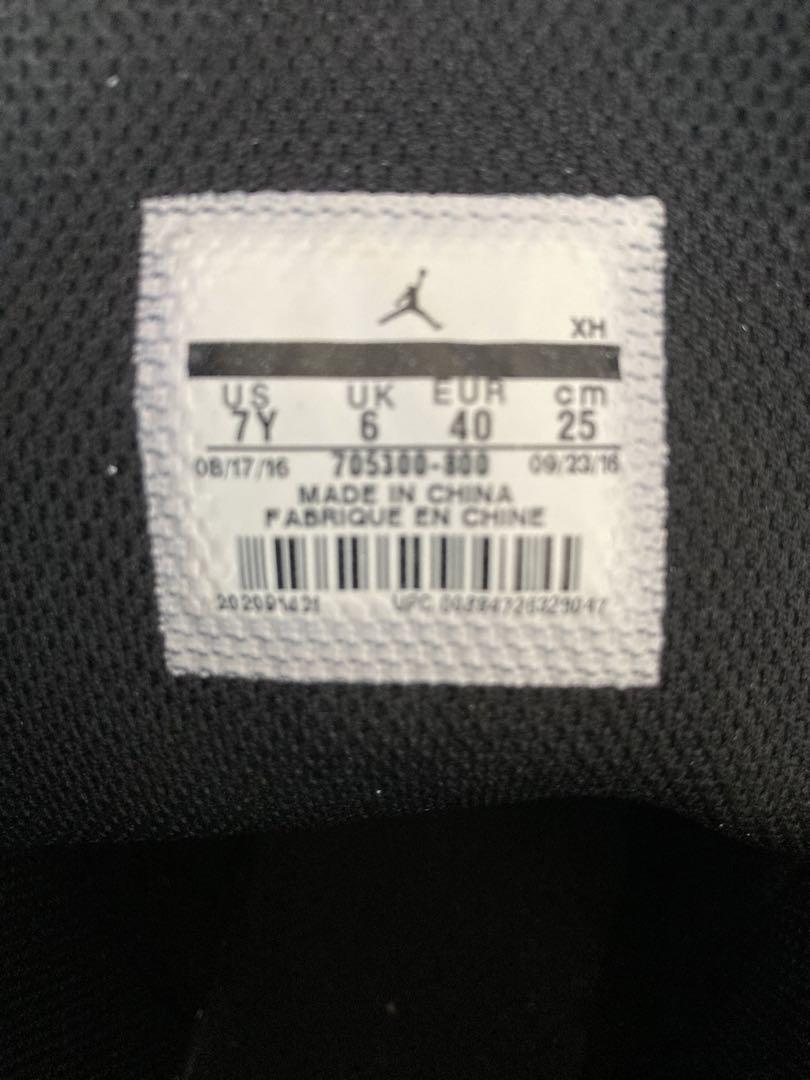 XH
US UK EUR cm
7Y 6 40 25
08/17/16 705300-800 09/23/16
MADE IN CHINA
FABRIQUE EN CHINE
UPC